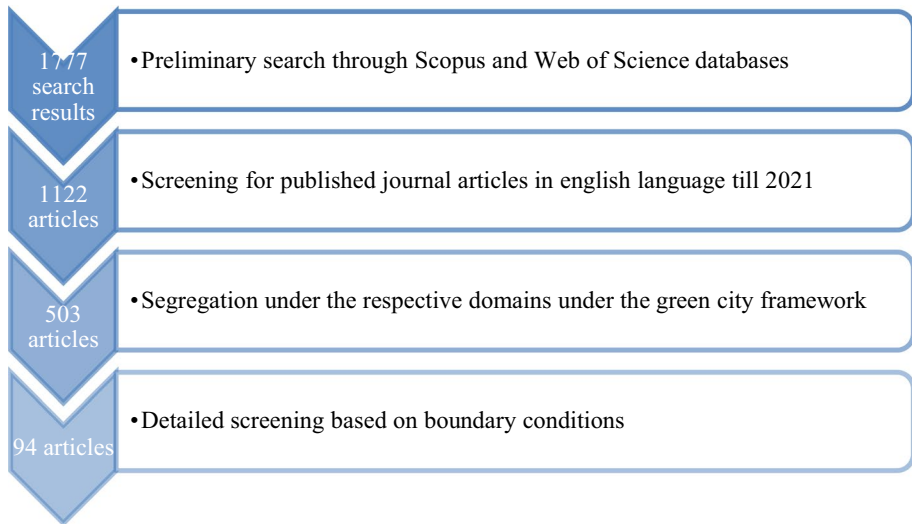 1777
search
results
•Preliminary search through Scopus and Web of Science databases
1122
articles
•Screening for published journal articles in english language till 2021
503
articles
•Segregation under the respective domains under the green city framework
94 articles
•Detailed screening based on boundary conditions